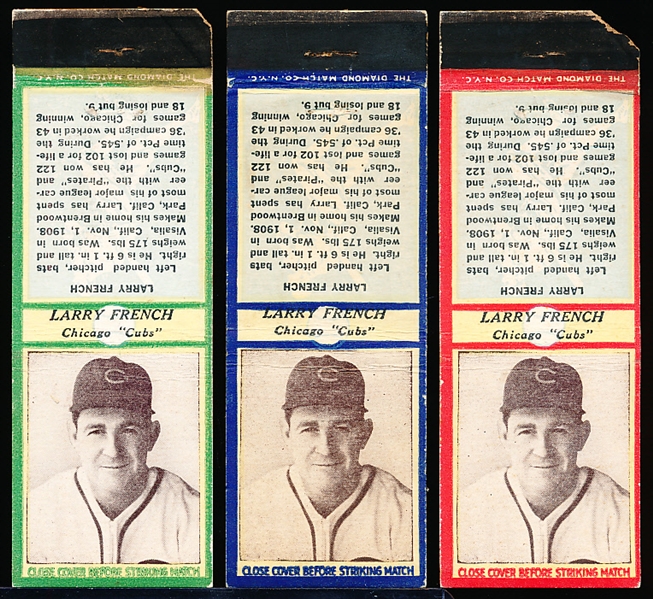 THE DIAMOND MATCH CO. N.Y.C.
LARRY FRENCH
Left handed pitcher, bats
right. He is 6 ft. 1 in. tall and
weighs 175 lbs. Was born in
Visalia, Calif., Nov. 1, 1908.
Makes his home in Brentwood
Park, Calif. Larry has spent
most of his major league car-
eer with the "Pirates" and
"Cubs". He has won 122
games and lost 102 for a life-
time Pct. of .545. During the
'36 campaign he worked in 43
games for Chicago, winning
18 and losing but 9.
LARRY FRENCH
Chicago "Cubs"
C
CLOSE COVER BEFORE STRIKING MATCH
THE DIAMOND MATCH CO. N.Y.C.
LARRY FRENCH
Left handed pitcher, bats
right. He is 6 ft. 1 in. tall and
weighs 175 lbs. Was born in
Visalia, Calif., Nov. 1, 1908.
Makes his home in Brentwood
Park, Calif. Larry has spent
most of his major league car-
eer with the "Pirates" and
"Cubs". He has won 122
games and lost 102 for a life-
time Pct. of .545. During the
'36 campaign he worked in 43
games for Chicago, winning
18 and losing but 9.
LARRY FRENCH
Chicago "Cubs"
C
CLOSE COVER BEFORE STRIKING MATCH
THE DIAMOND MATCH CO. N.Y.C.
LARRY FRENCH
Left handed pitcher, bats
right. He is 6 ft. 1 in. tall and
weighs 175 lbs. Was born in
Visalia, Calif., Nov. 1, 1908.
Makes his home in Brentwood
Park, Calif. Larry has spent
most of his major league car-
eer with the "Pirates" and
"Cubs". He has won 122
games and lost 102 for a life-
time Pct. of .545. During the
'36 campaign he worked in 43
games for Chicago, winning
18 and losing but 9.
LARRY FRENCH
Chicago "Cubs"
C
CLOSE COVER BEFORE STRIKING MATCH